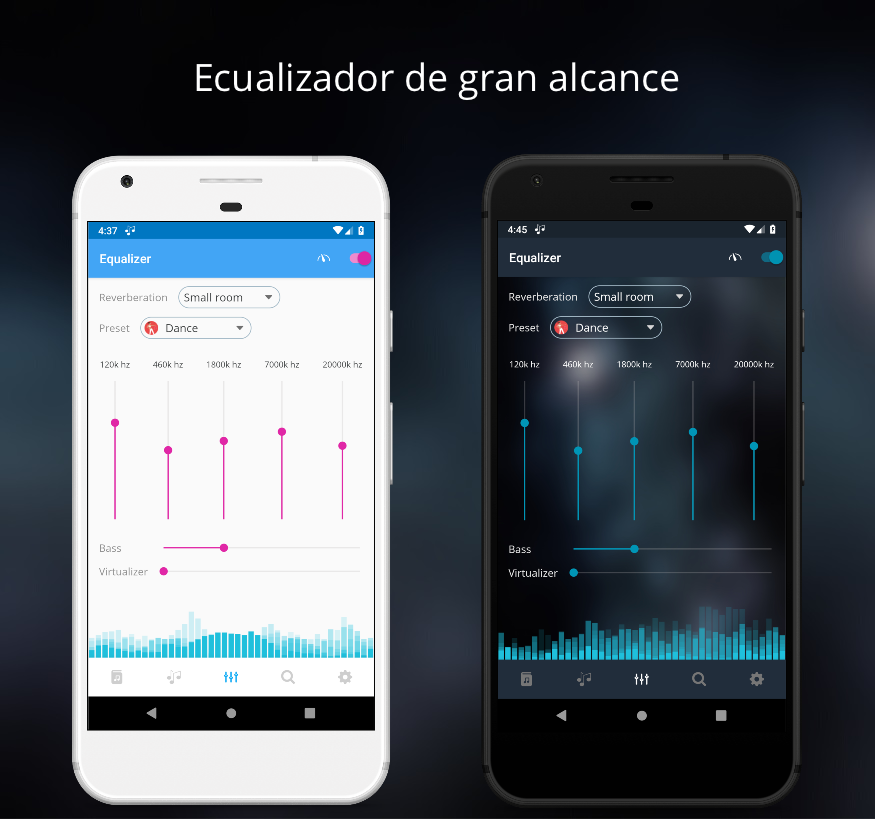 Ecualizador de gran alcance
4:37
Equalizer
Reverberation Small room
Preset Dance
120k hz 460k hz 1800k hz 7000k hz 20000k hz
Bass
Virtualizer
4:45
Equalizer
Reverberation Small room
Preset Dance
120k hz 460k hz 1800k hz 7000k hz 20000k hz
Bass
Virtualizer